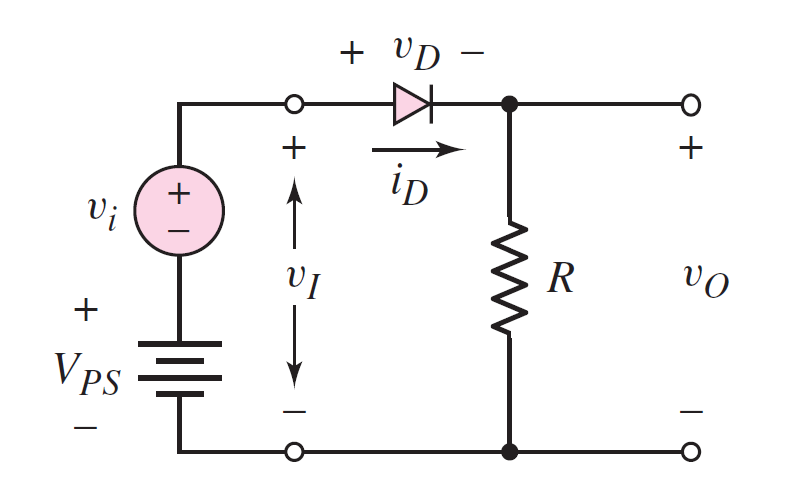 + v_D −
+ + +
i_D
v_i + −
v_I R v_O
+
V_PS
− − −
−